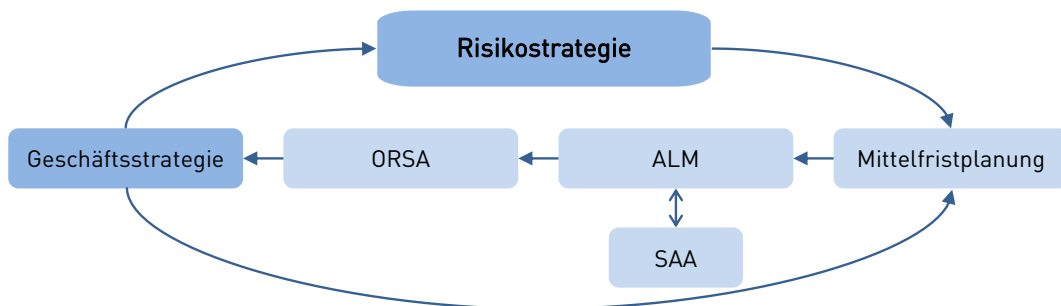 Risikostrategie
Geschäftsstrategie
ORSA
ALM
Mittelfristplanung
SAA